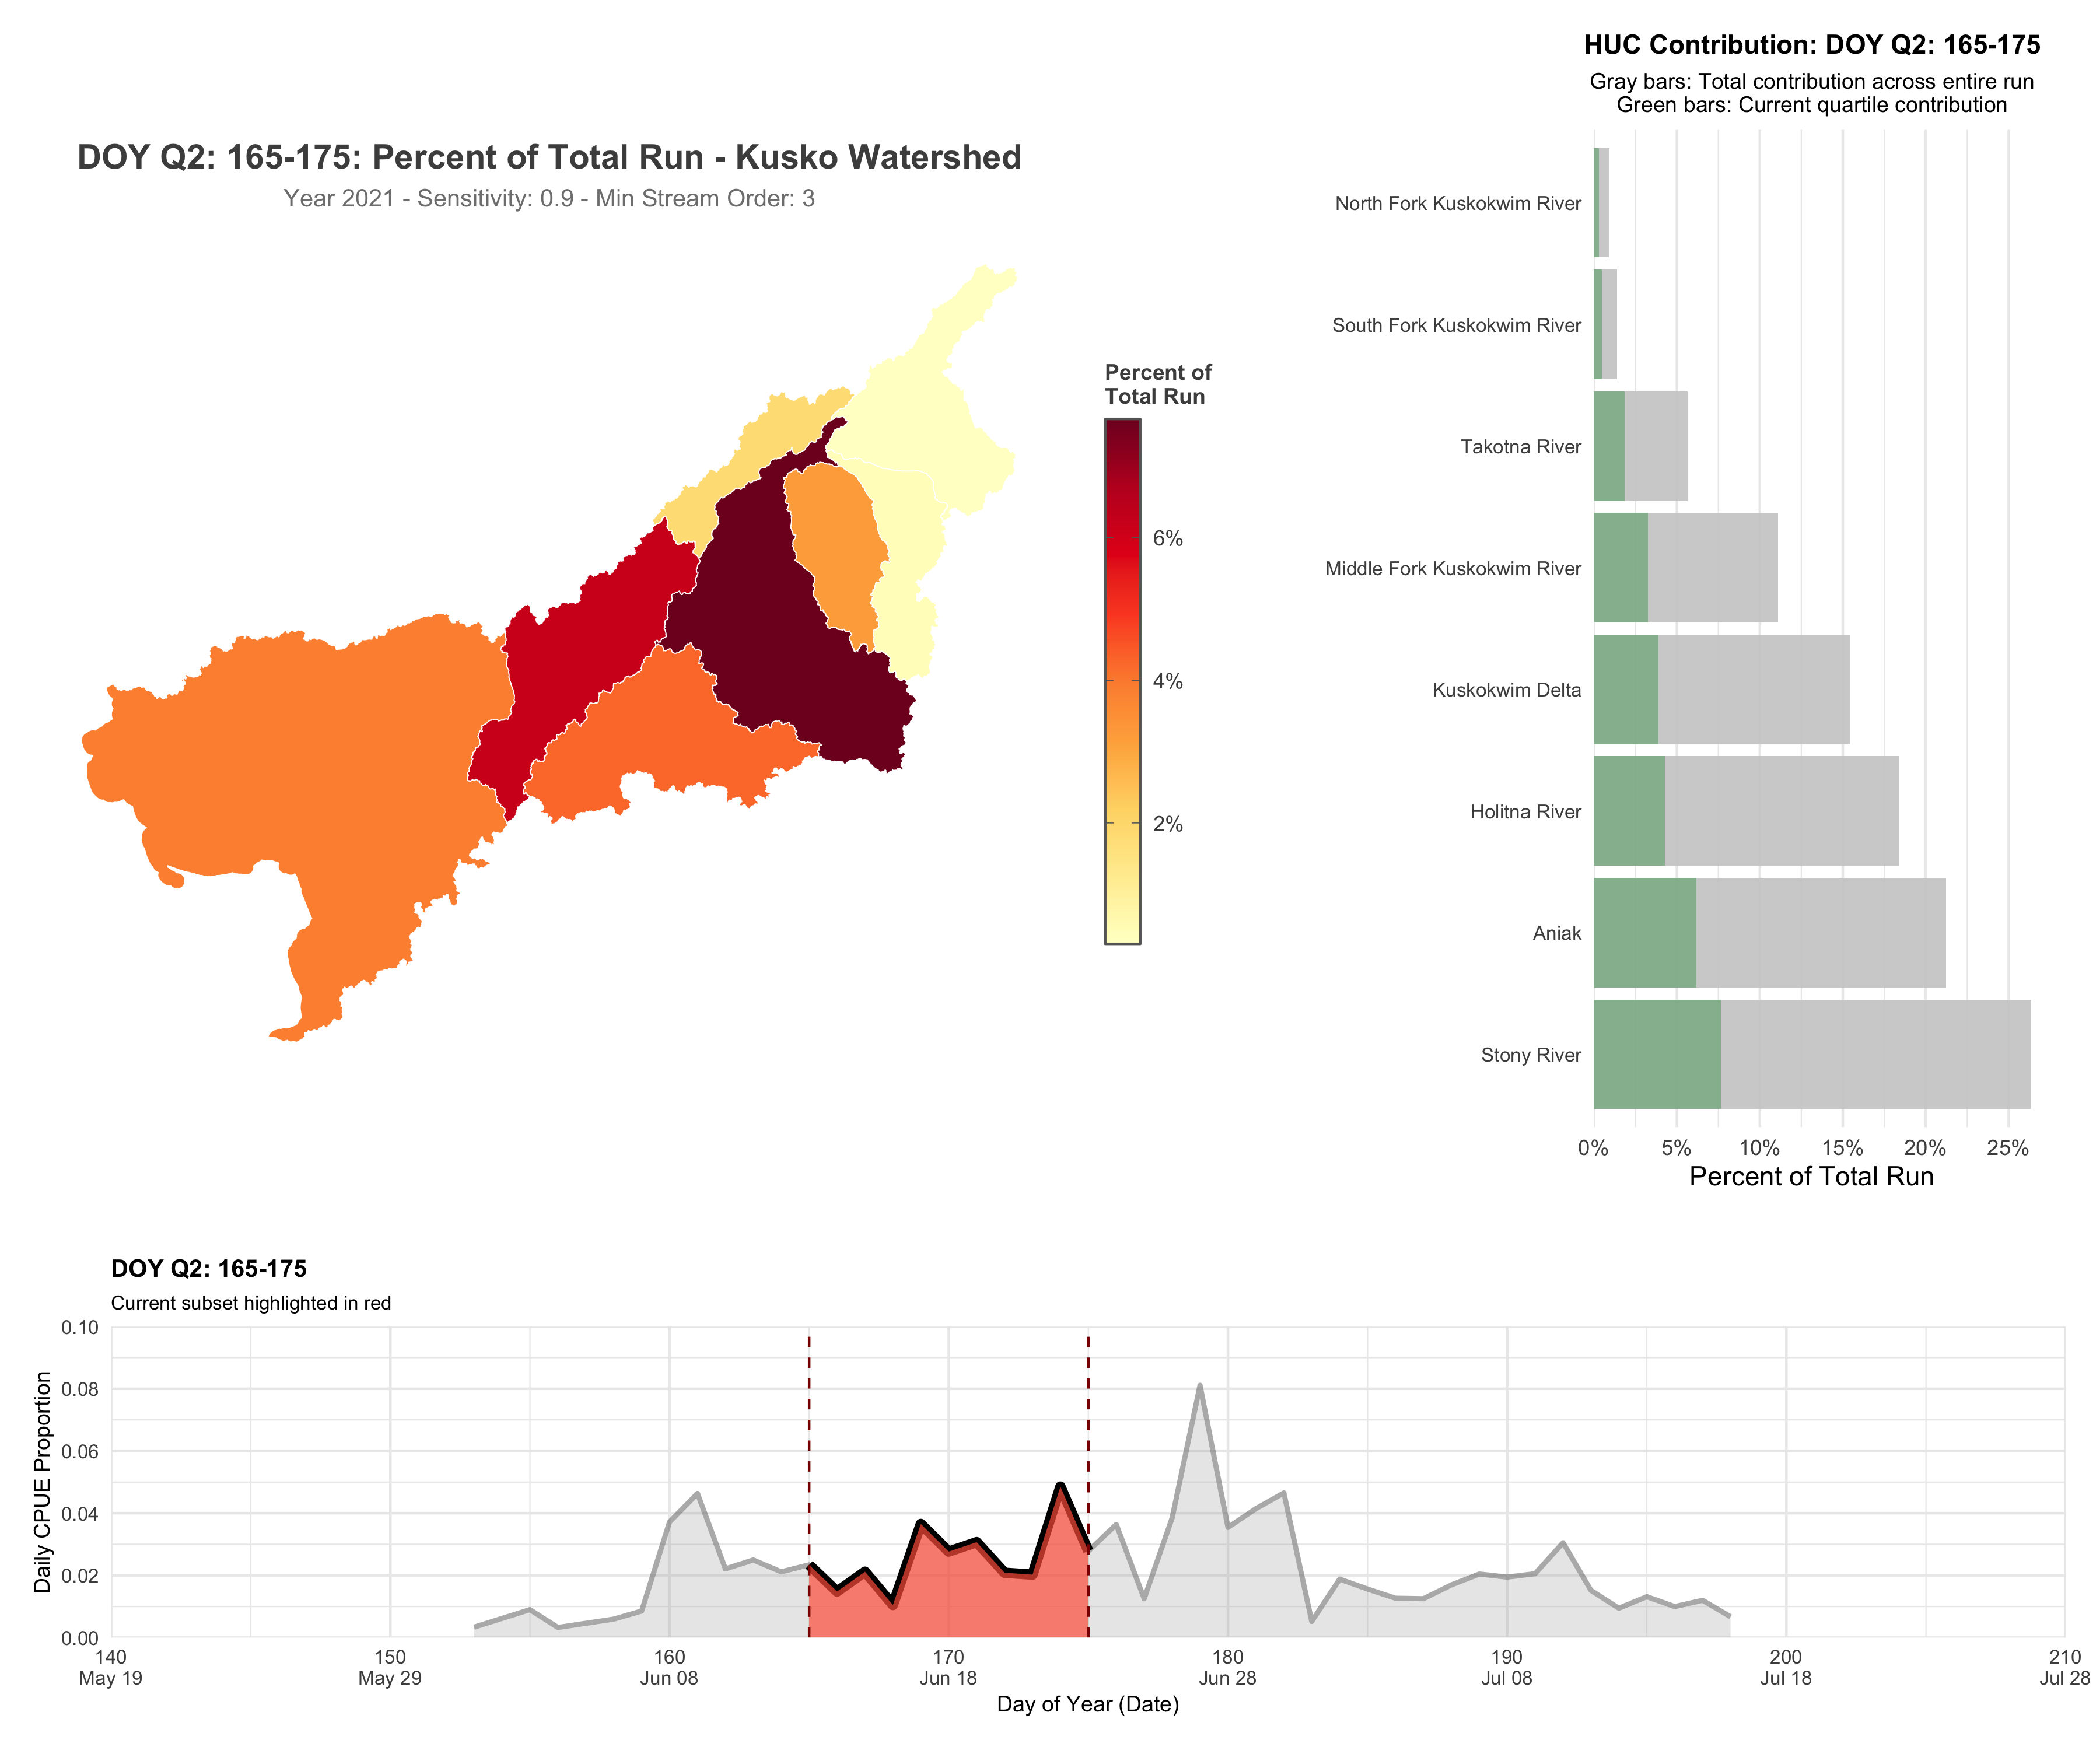 DOY Q2: 165-175: Percent of Total Run - Kusko Watershed
Year 2021 - Sensitivity: 0.9 - Min Stream Order: 3
Percent of
Total Run
6%
4%
2%
HUC Contribution: DOY Q2: 165-175
Gray bars: Total contribution across entire run
Green bars: Current quartile contribution
North Fork Kuskokwim River
South Fork Kuskokwim River
Takotna River
Middle Fork Kuskokwim River
Kuskokwim Delta
Holitna River
Aniak
Stony River
0% 5% 10% 15% 20% 25%
Percent of Total Run
DOY Q2: 165-175
Current subset highlighted in red
Daily CPUE Proportion
0.10
0.08
0.06
0.04
0.02
0.00
140 150 160 170 180 190 200 210
May 19 May 29 Jun 08 Jun 18 Jun 28 Jul 08 Jul 18 Jul 28
Day of Year (Date)